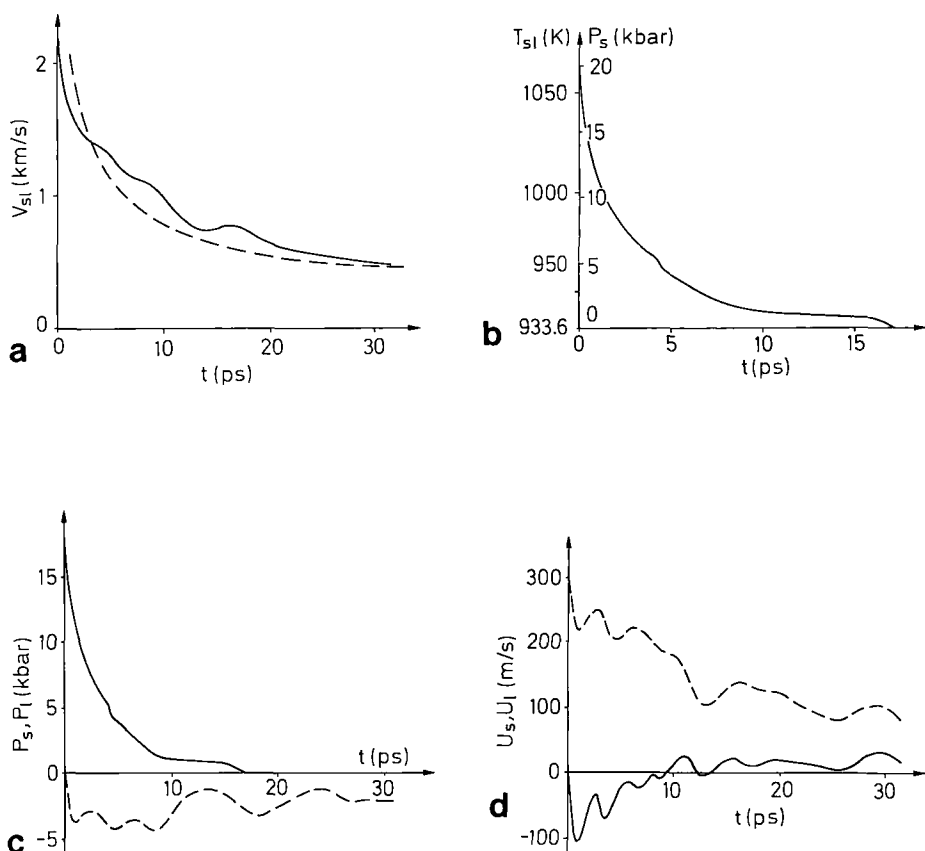 a
2
1
0
V_sl (km/s)
0 10 20 30
t (ps)
b
T_sl (K) P_s (kbar)
1050
1000
950
933.6
20
15
10
5
0
0 5 10 15
t (ps)
c
15
10
5
0
-5
P_s, P_l (kbar)
t (ps)
10 20 30
d
300
200
100
0
-100
U_s, U_l (m/s)
10 20 30
t (ps)